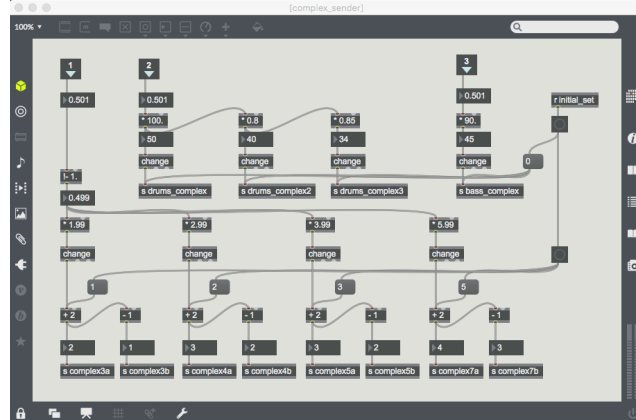 [complex_sender]
100%
1
2
3
0.501
0.501
0.501
r initial_set
* 100.
* 0.8
* 0.85
* 90.
50
40
34
45
change
change
change
change
0
s drums_complex
s drums_complex2
s drums_complex3
s bass_complex
!- 1.
0.499
* 1.99
* 2.99
* 3.99
* 5.99
change
change
change
change
1
2
3
5
+ 2
- 1
+ 2
- 1
+ 2
- 1
+ 2
- 1
2
1
3
2
3
2
4
3
s complex3a
s complex3b
s complex4a
s complex4b
s complex5a
s complex5b
s complex7a
s complex7b